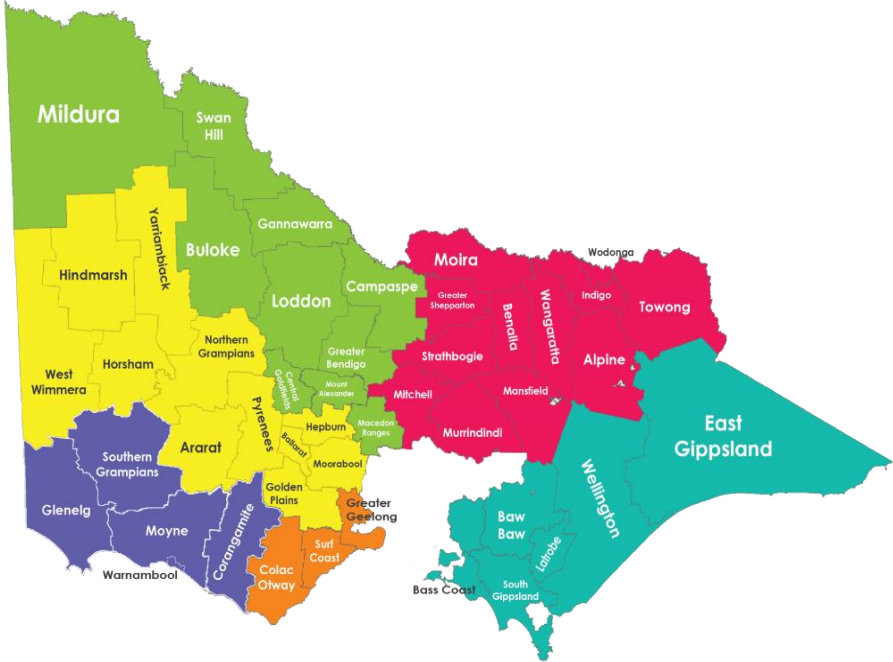 Mildura
Swan
Hill
Gannawarra
Buloke
Yarriambiack
Hindmarsh
Loddon
Campaspe
Moira
Wodonga
Greater
Shepparton
Benalla
Wangaratta
Indigo
Towong
Northern
Grampians
Horsham
West
Wimmera
Greater
Bendigo
Strathbogie
Alpine
Central
Goldfields
Mount
Alexander
Mitchell
Mansfield
Macedon
Ranges
Murrindindi
Pyrenees
Hepburn
Ballarat
Ararat
Moorabool
East
Gippsland
Southern
Grampians
Golden
Plains
Greater
Geelong
Wellington
Glenelg
Moyne
Corangamite
Baw
Baw
Latrobe
Surf
Coast
Colac
Otway
Warnambool
Bass Coast
South
Gippsland